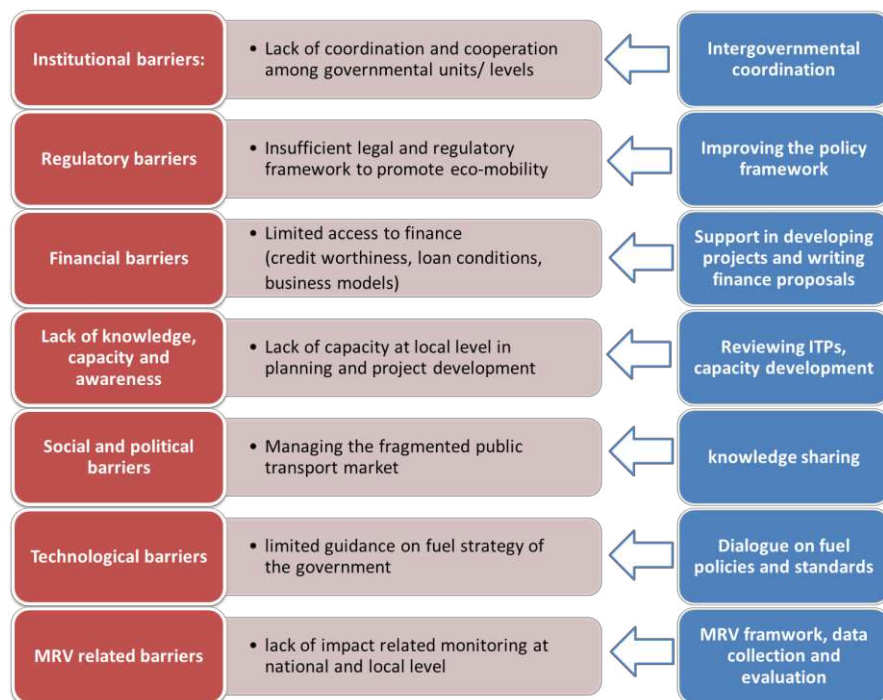 Institutional barriers:
• Lack of coordination and cooperation
among governmental units/ levels
Intergovernmental
coordination
Regulatory barriers
• Insufficient legal and regulatory
framework to promote eco-mobility
Improving the policy
framework
Financial barriers
• Limited access to finance
(credit worthiness, loan conditions,
business models)
Support in developing
projects and writing
finance proposals
Lack of knowledge,
capacity and
awareness
• Lack of capacity at local level in
planning and project development
Reviewing ITPs,
capacity development
Social and political
barriers
• Managing the fragmented public
transport market
knowledge sharing
Technological barriers
• limited guidance on fuel strategy of
the government
Dialogue on fuel
policies and standards
MRV related barriers
• lack of impact related monitoring at
national and local level
MRV framwork, data
collection and
evaluation